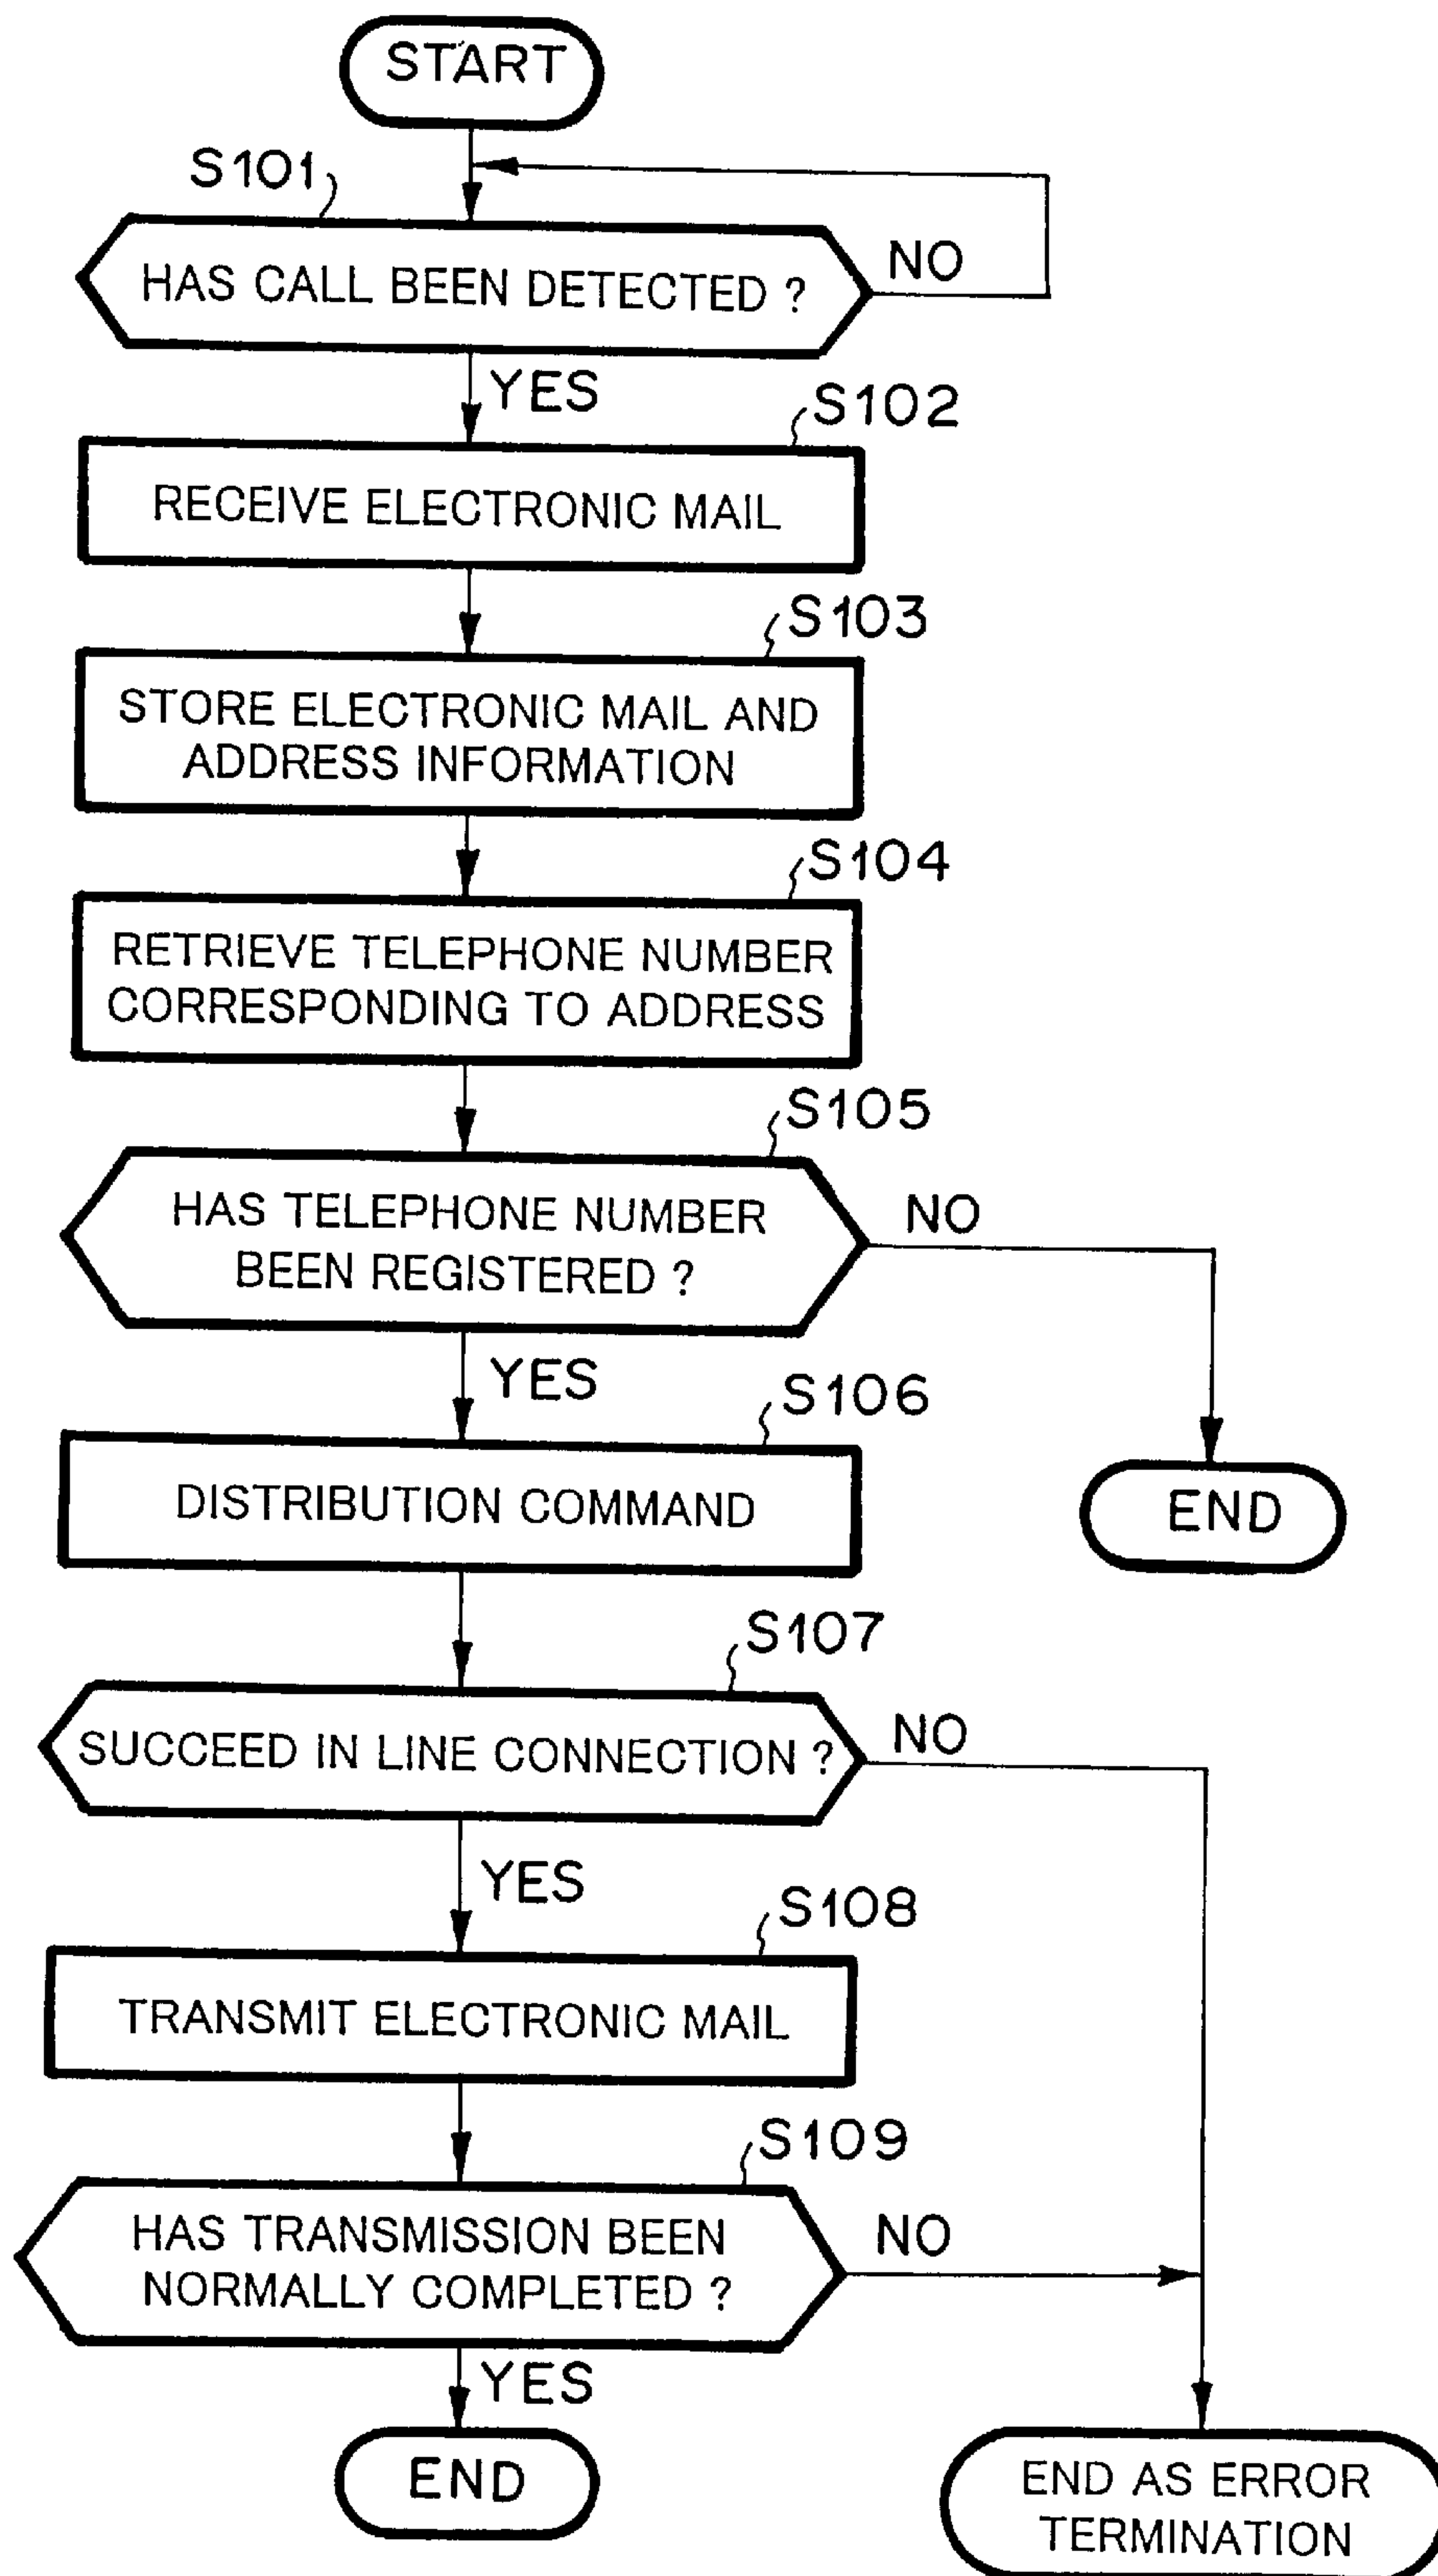 START
S101
HAS CALL BEEN DETECTED ?
NO
YES
S102
RECEIVE ELECTRONIC MAIL
S103
STORE ELECTRONIC MAIL AND
ADDRESS INFORMATION
S104
RETRIEVE TELEPHONE NUMBER
CORRESPONDING TO ADDRESS
S105
HAS TELEPHONE NUMBER
BEEN REGISTERED ?
NO
YES
END
S106
DISTRIBUTION COMMAND
S107
SUCCEED IN LINE CONNECTION ?
NO
YES
S108
TRANSMIT ELECTRONIC MAIL
S109
HAS TRANSMISSION BEEN
NORMALLY COMPLETED ?
NO
YES
END
END AS ERROR
TERMINATION